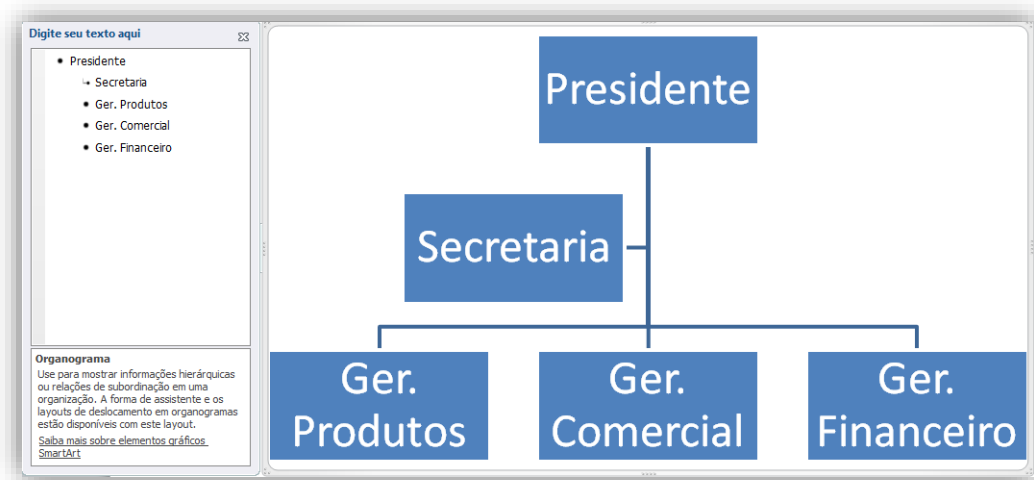 Digite seu texto aqui
Presidente
Secretaria
Ger. Produtos
Ger. Comercial
Ger. Financeiro
Organograma
Use para mostrar informações hierárquicas
ou relações de subordinação em uma
organização. A forma de assistente e os
layouts de deslocamento em organogramas
estão disponíveis com este layout.
Saiba mais sobre elementos gráficos
SmartArt
Presidente
Secretaria
Ger.
Produtos
Ger.
Comercial
Ger.
Financeiro